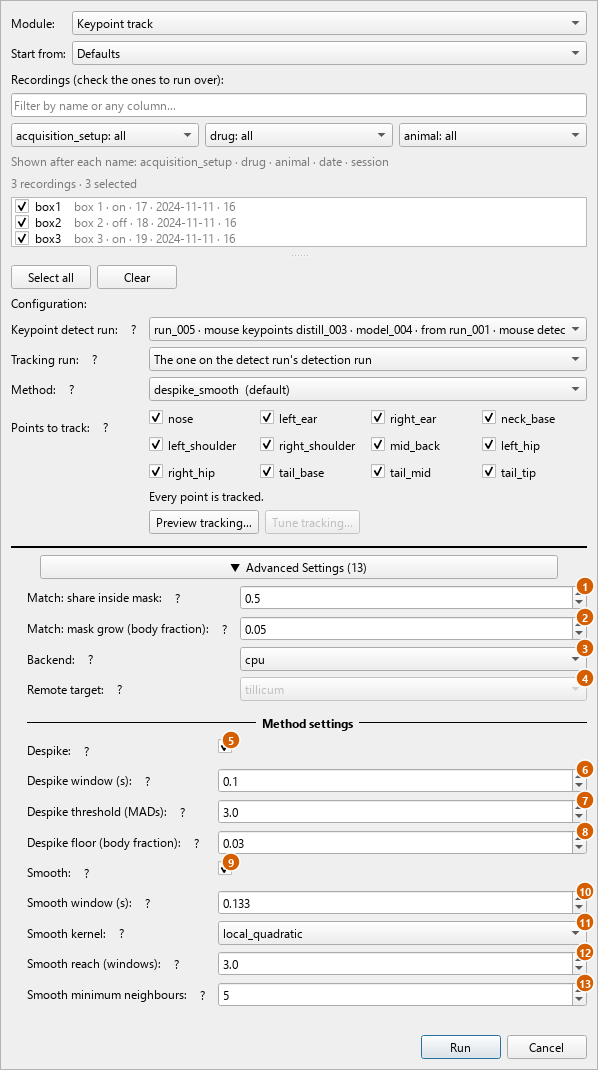 Module: Keypoint track
Start from: Defaults
Recordings (check the ones to run over):
Filter by name or any column...
acquisition_setup: all drug: all animal: all
Shown after each name: acquisition_setup · drug · animal · date · session
3 recordings · 3 selected
box1 box 1 · on · 17 · 2024-11-11 · 16
box2 box 2 · off · 18 · 2024-11-11 · 16
box3 box 3 · on · 19 · 2024-11-11 · 16
Select all Clear
Configuration:
Keypoint detect run: ? run_005 · mouse keypoints distill_003 · model_004 · from run_001 · mouse detec
Tracking run: ? The one on the detect run's detection run
Method: ? despike_smooth (default)
Points to track: ? nose left_ear right_ear neck_base
left_shoulder right_shoulder mid_back left_hip
right_hip tail_base tail_mid tail_tip
Every point is tracked.
Preview tracking... Tune tracking...
▼ Advanced Settings (13)
Match: share inside mask: ? 0.5 1
Match: mask grow (body fraction): ? 0.05 2
Backend: ? cpu 3
Remote target: ? tillicum 4
Method settings
Despike: ? 5
Despike window (s): ? 0.1 6
Despike threshold (MADs): ? 3.0 7
Despike floor (body fraction): ? 0.03 8
Smooth: ? 9
Smooth window (s): ? 0.133 10
Smooth kernel: ? local_quadratic 11
Smooth reach (windows): ? 3.0 12
Smooth minimum neighbours: ? 5 13
Run Cancel